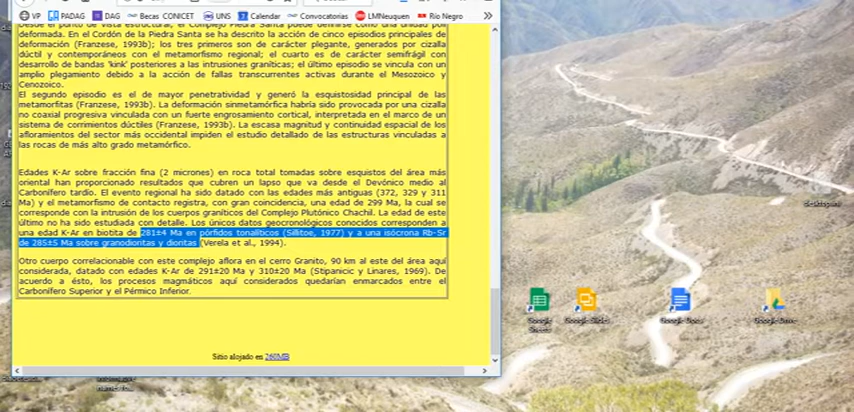 VP PADAG DAG Becas CONICET UNS Calendar Convocatorias LMNeuquen Río Negro
Desde el punto de vista estructural, el Complejo Piedra Santa puede definirse como una unidad
deformada. En el Cordón de la Piedra Santa se ha descrito la acción de cinco episodios principales de
deformación (Franzese, 1993b); los tres primeros son de carácter plegante, generados por cizalla
dúctil y contemporáneos con el metamorfismo regional; el cuarto es de carácter semifrágil con
desarrollo de bandas 'kink' posteriores a las intrusiones graníticas; el último episodio se vincula con un
amplio plegamiento debido a la acción de fallas transcurrentes activas durante el Mesozoico y
Cenozoico.
El segundo episodio es el de mayor penetratividad y generó la esquistosidad principal de las
metamorfitas (Franzese, 1993b). La deformación sinmetamórfica habría sido provocada por una cizalla
no coaxial progresiva vinculada con un fuerte engrosamiento cortical, interpretada en el marco de un
sistema de corrimientos dúctiles (Franzese, 1993b). La escasa magnitud y continuidad espacial de los
afloramientos del sector más occidental impiden el estudio detallado de las estructuras vinculadas a
las rocas de más alto grado metamórfico.
Edades K-Ar sobre fracción fina (2 micrones) en roca total tomadas sobre esquistos del área más
oriental han proporcionado resultados que cubren un lapso que va desde el Devónico medio al
Carbonífero tardío. El evento regional ha sido datado con las edades más antiguas (372, 329 y 311
Ma) y el metamorfismo de contacto registra, con gran coincidencia, una edad de 299 Ma, la cual se
corresponde con la intrusión de los cuerpos graníticos del Complejo Plutónico Chachil. La edad de este
último no ha sido estudiada con detalle. Los únicos datos geocronológicos conocidos corresponden a
una edad K-Ar en biotita de 281±4 Ma en pórfidos tonalíticos (Sillitoe, 1977) y a una isócrona Rb-Sr
de 285±5 Ma sobre granodioritas y dioritas (Verela et al., 1994).
Otro cuerpo correlacionable con este complejo aflora en el cerro Granito, 90 km al este del área aquí
considerada, datado con edades K-Ar de 291±20 Ma y 310±20 Ma (Stipanicic y Linares, 1969). De
acuerdo a ésto, los procesos magmáticos aquí considerados quedarían enmarcados entre el
Carbonífero Superior y el Pérmico Inferior.
Sitio alojado en 260MB
desktop.ini
Google Sheets
Google Slides
Google Docs
Google Drive